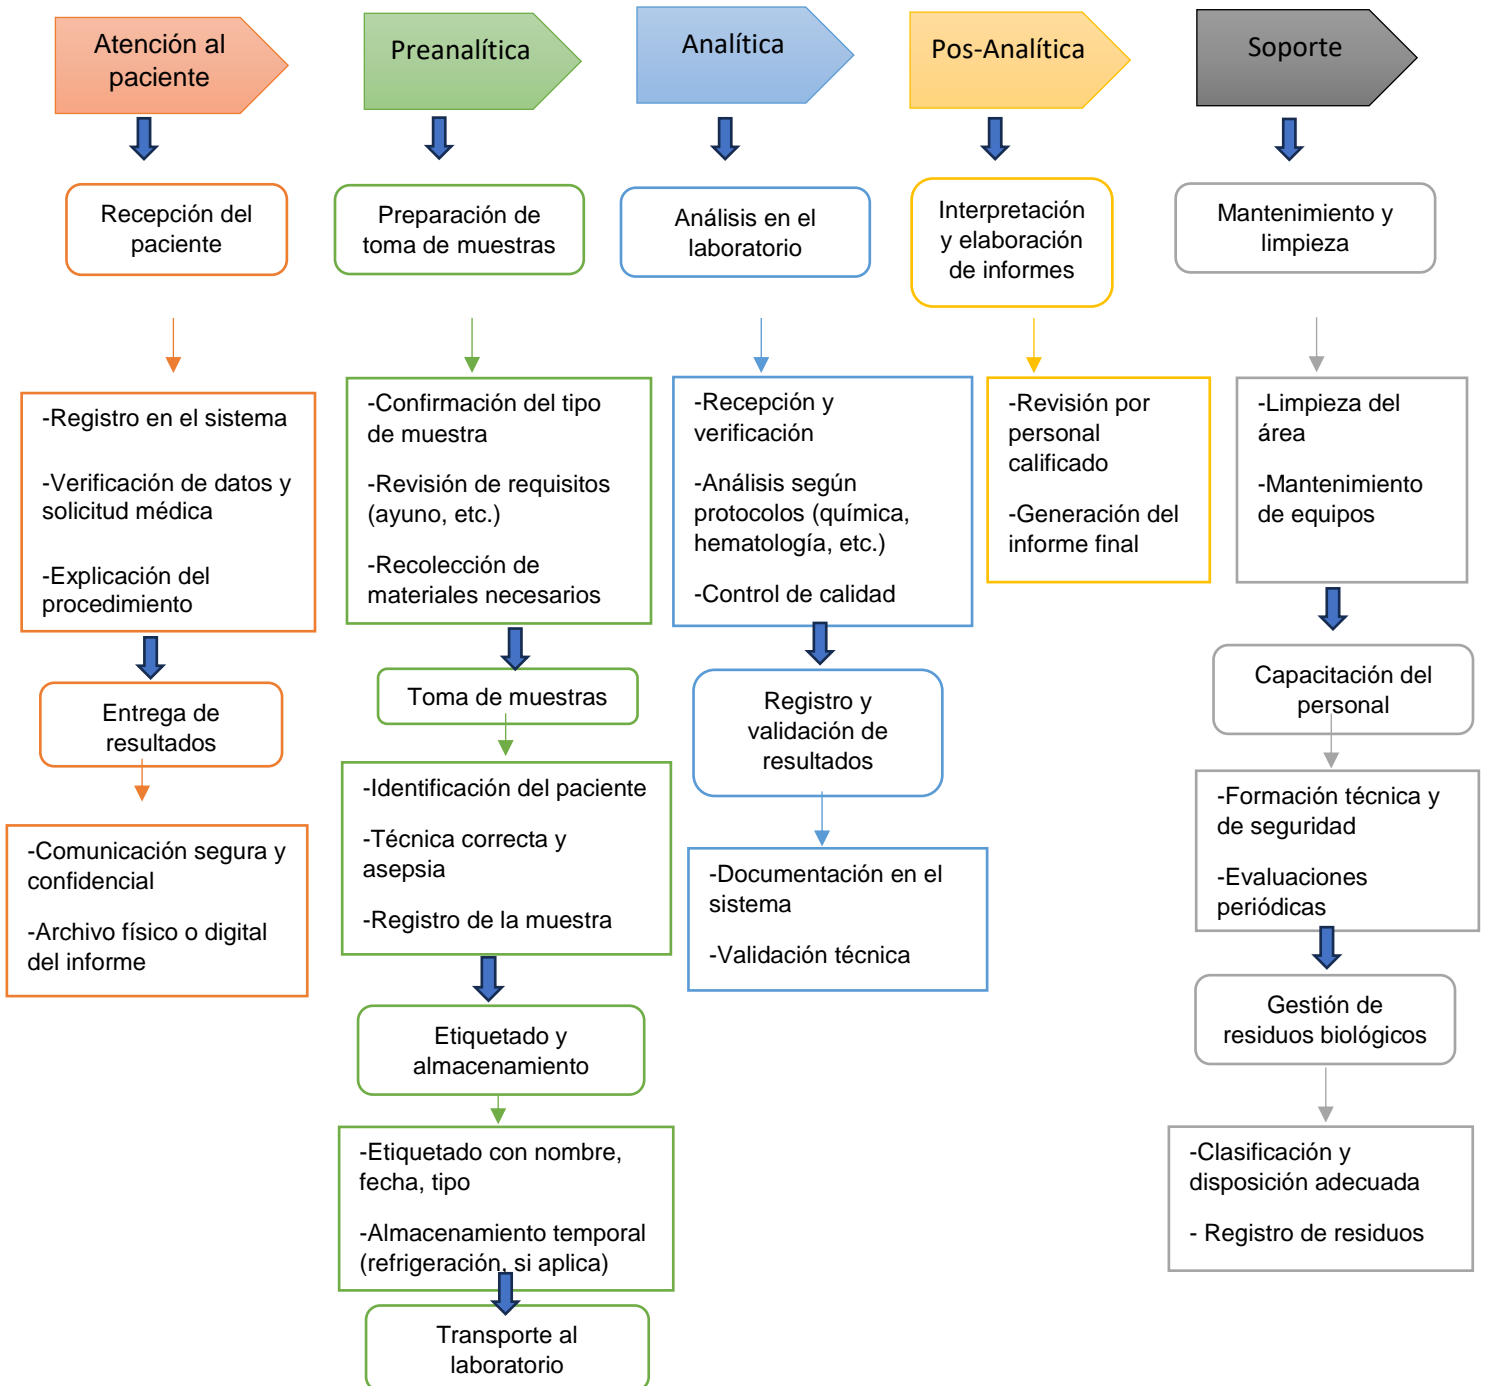 Atención al
paciente
Preanalítica
Analítica
Pos-Analítica
Soporte
Recepción del
paciente
-Registro en el sistema
-Verificación de datos y
solicitud médica
-Explicación del
procedimiento
Entrega de
resultados
-Comunicación segura y
confidencial
-Archivo físico o digital
del informe
Preparación de
toma de muestras
-Confirmación del tipo
de muestra
-Revisión de requisitos
(ayuno, etc.)
-Recolección de
materiales necesarios
Toma de muestras
-Identificación del paciente
-Técnica correcta y
asepsia
-Registro de la muestra
Etiquetado y
almacenamiento
-Etiquetado con nombre,
fecha, tipo
-Almacenamiento temporal
(refrigeración, si aplica)
Transporte al
laboratorio
Análisis en el
laboratorio
-Recepción y
verificación
-Análisis según
protocolos (química,
hematología, etc.)
-Control de calidad
Registro y
validación de
resultados
-Documentación en el
sistema
-Validación técnica
Interpretación
y elaboración
de informes
-Revisión por
personal
calificado
-Generación del
informe final
Mantenimiento y
limpieza
-Limpieza del
área
-Mantenimiento
de equipos
Capacitación del
personal
-Formación técnica y
de seguridad
-Evaluaciones
periódicas
Gestión de
residuos biológicos
-Clasificación y
disposición adecuada
- Registro de residuos